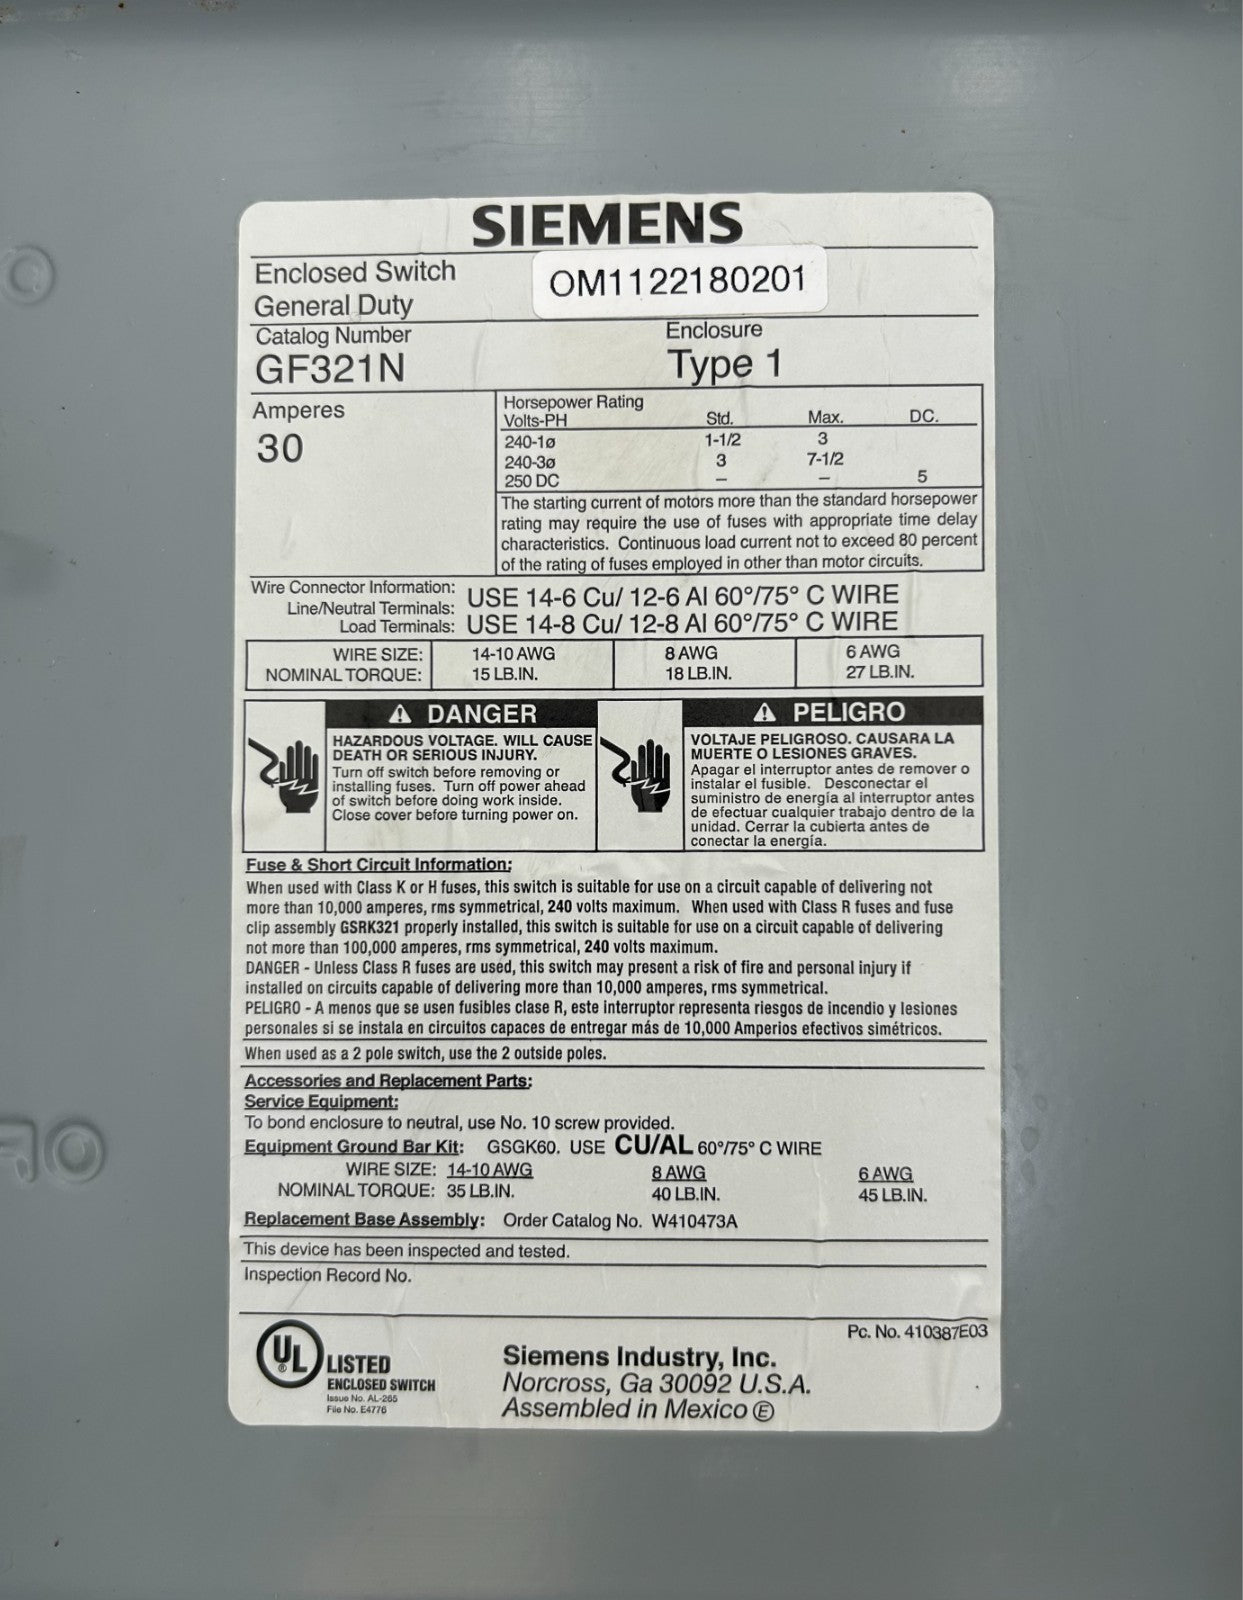 SIEMENS
Enclosed Switch
General Duty
OM1122180201
Catalog Number
GF321N
Enclosure
Type 1
Amperes
30
Horsepower Rating
Volts-PH Std. Max. DC.
240-1ø 1-1/2 3
240-3ø 3 7-1/2
250 DC – – 5
The starting current of motors more than the standard horsepower
rating may require the use of fuses with appropriate time delay
characteristics. Continuous load current not to exceed 80 percent
of the rating of fuses employed in other than motor circuits.
Wire Connector Information:
Line/Neutral Terminals: USE 14-6 Cu/ 12-6 Al 60°/75° C WIRE
Load Terminals: USE 14-8 Cu/ 12-8 Al 60°/75° C WIRE
WIRE SIZE: 14-10 AWG 8 AWG 6 AWG
NOMINAL TORQUE: 15 LB.IN. 18 LB.IN. 27 LB.IN.
⚠ DANGER
HAZARDOUS VOLTAGE. WILL CAUSE
DEATH OR SERIOUS INJURY.
Turn off switch before removing or
installing fuses. Turn off power ahead
of switch before doing work inside.
Close cover before turning power on.
⚠ PELIGRO
VOLTAJE PELIGROSO. CAUSARA LA
MUERTE O LESIONES GRAVES.
Apagar el interruptor antes de remover o
instalar el fusible. Desconectar el
suministro de energía al interruptor antes
de efectuar cualquier trabajo dentro de la
unidad. Cerrar la cubierta antes de
conectar la energía.
Fuse & Short Circuit Information:
When used with Class K or H fuses, this switch is suitable for use on a circuit capable of delivering not
more than 10,000 amperes, rms symmetrical, 240 volts maximum. When used with Class R fuses and fuse
clip assembly GSRK321 properly installed, this switch is suitable for use on a circuit capable of delivering
not more than 100,000 amperes, rms symmetrical, 240 volts maximum.
DANGER - Unless Class R fuses are used, this switch may present a risk of fire and personal injury if
installed on circuits capable of delivering more than 10,000 amperes, rms symmetrical.
PELIGRO - A menos que se usen fusibles clase R, este interruptor representa riesgos de incendio y lesiones
personales si se instala en circuitos capaces de entregar más de 10,000 Amperios efectivos simétricos.
When used as a 2 pole switch, use the 2 outside poles.
Accessories and Replacement Parts:
Service Equipment:
To bond enclosure to neutral, use No. 10 screw provided.
Equipment Ground Bar Kit: GSGK60. USE CU/AL 60°/75° C WIRE
WIRE SIZE: 14-10 AWG 8 AWG 6 AWG
NOMINAL TORQUE: 35 LB.IN. 40 LB.IN. 45 LB.IN.
Replacement Base Assembly: Order Catalog No. W410473A
This device has been inspected and tested.
Inspection Record No.
Pc. No. 410387E03
UL ® LISTED
ENCLOSED SWITCH
Issue No. AL-265
File No. E4776
Siemens Industry, Inc.
Norcross, Ga 30092 U.S.A.
Assembled in Mexico Ⓔ